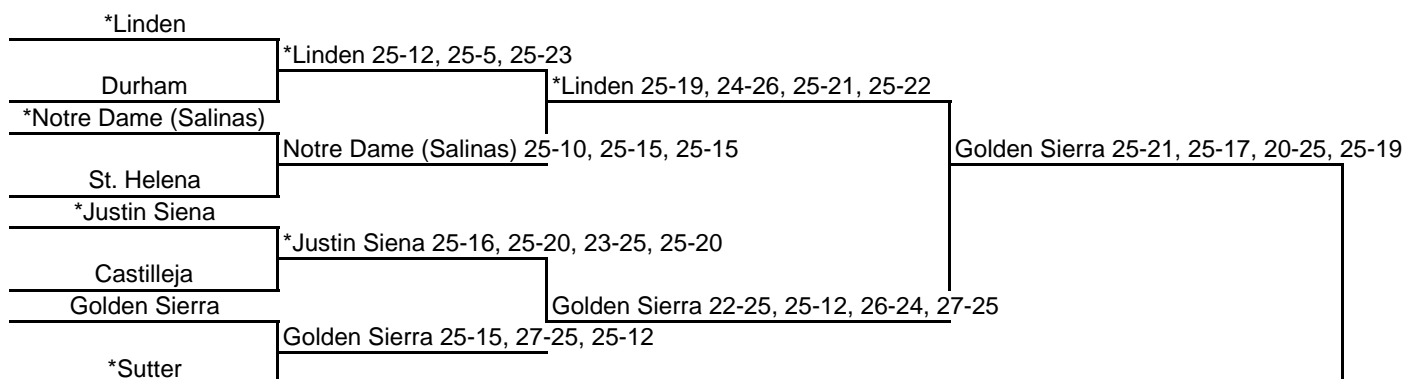 *Linden
*Linden 25-12, 25-5, 25-23
Durham
*Linden 25-19, 24-26, 25-21, 25-22
*Notre Dame (Salinas)
Notre Dame (Salinas) 25-10, 25-15, 25-15
Golden Sierra 25-21, 25-17, 20-25, 25-19
St. Helena
*Justin Siena
*Justin Siena 25-16, 25-20, 23-25, 25-20
Castilleja
Golden Sierra
Golden Sierra 22-25, 25-12, 26-24, 27-25
Golden Sierra 25-15, 27-25, 25-12
*Sutter